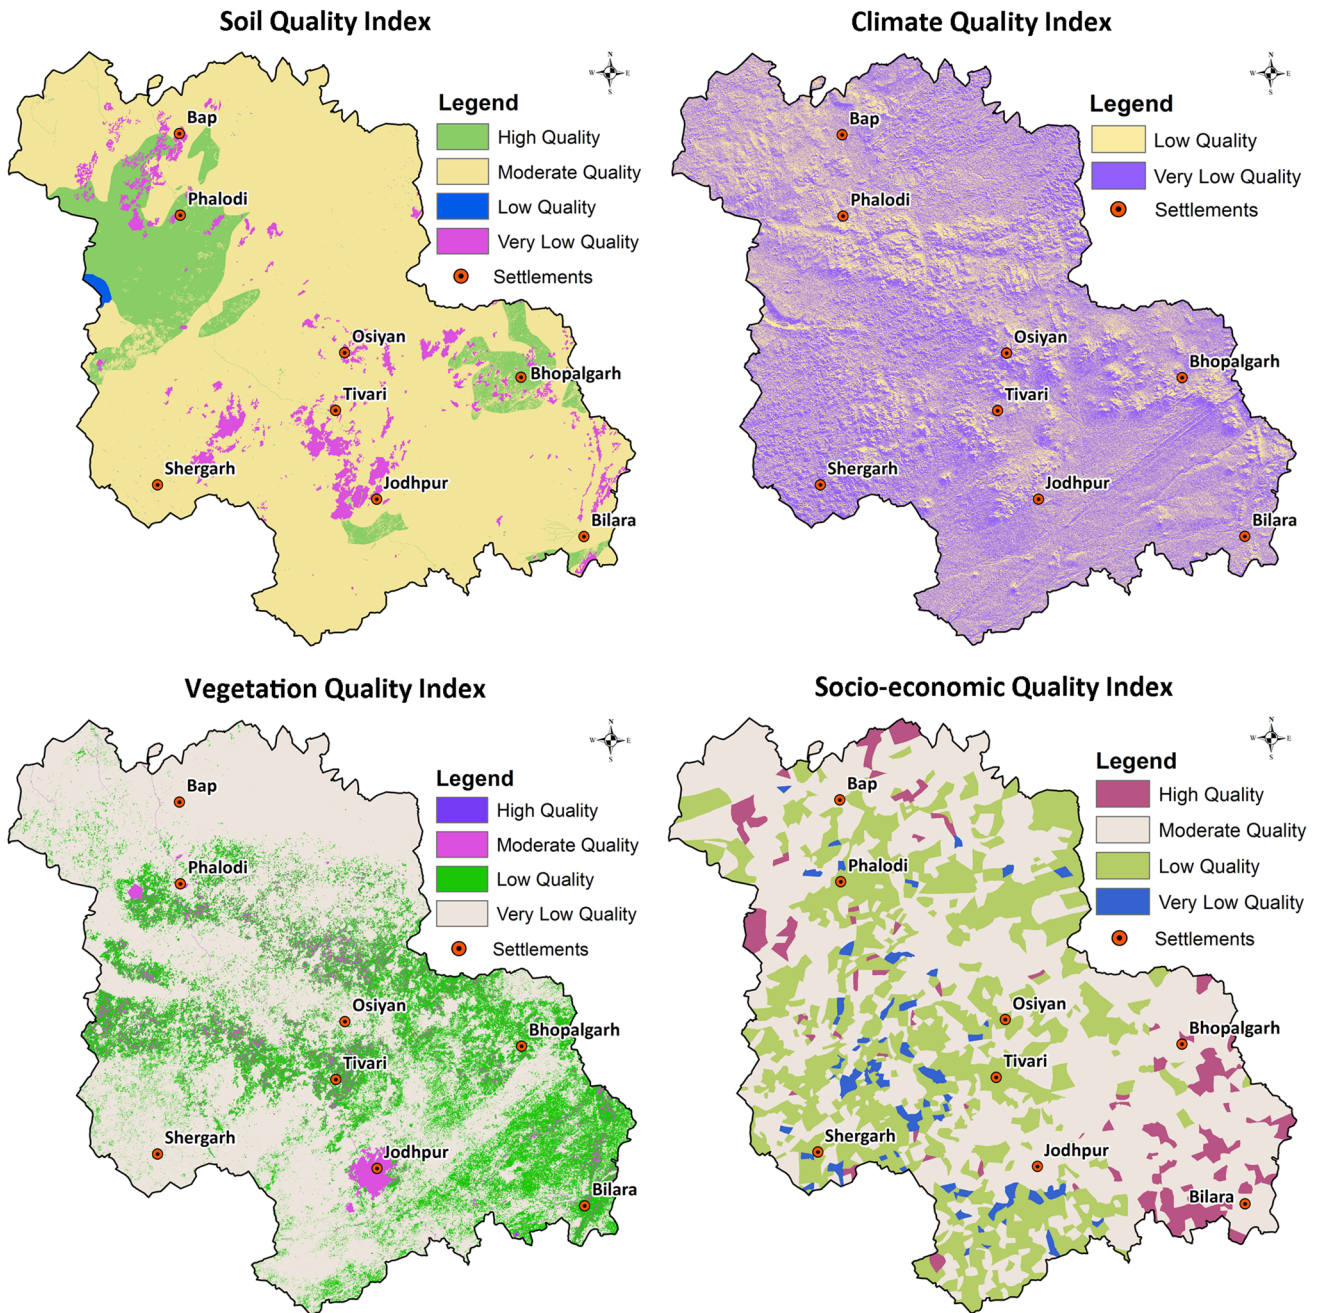 Soil Quality Index
N
W
E
S
Legend
High Quality
Moderate Quality
Low Quality
Very Low Quality
Settlements
Bap
Phalodi
Osiyan
Bhopalgarh
Tivari
Shergarh
Jodhpur
Bilara
Climate Quality Index
N
W
E
S
Legend
Low Quality
Very Low Quality
Settlements
Bap
Phalodi
Osiyan
Bhopalgarh
Tivari
Shergarh
Jodhpur
Bilara
Vegetation Quality Index
N
W
E
S
Legend
High Quality
Moderate Quality
Low Quality
Very Low Quality
Settlements
Bap
Phalodi
Osiyan
Bhopalgarh
Tivari
Shergarh
Jodhpur
Bilara
Socio-economic Quality Index
N
W
E
S
Legend
High Quality
Moderate Quality
Low Quality
Very Low Quality
Settlements
Bap
Phalodi
Osiyan
Bhopalgarh
Tivari
Shergarh
Jodhpur
Bilara